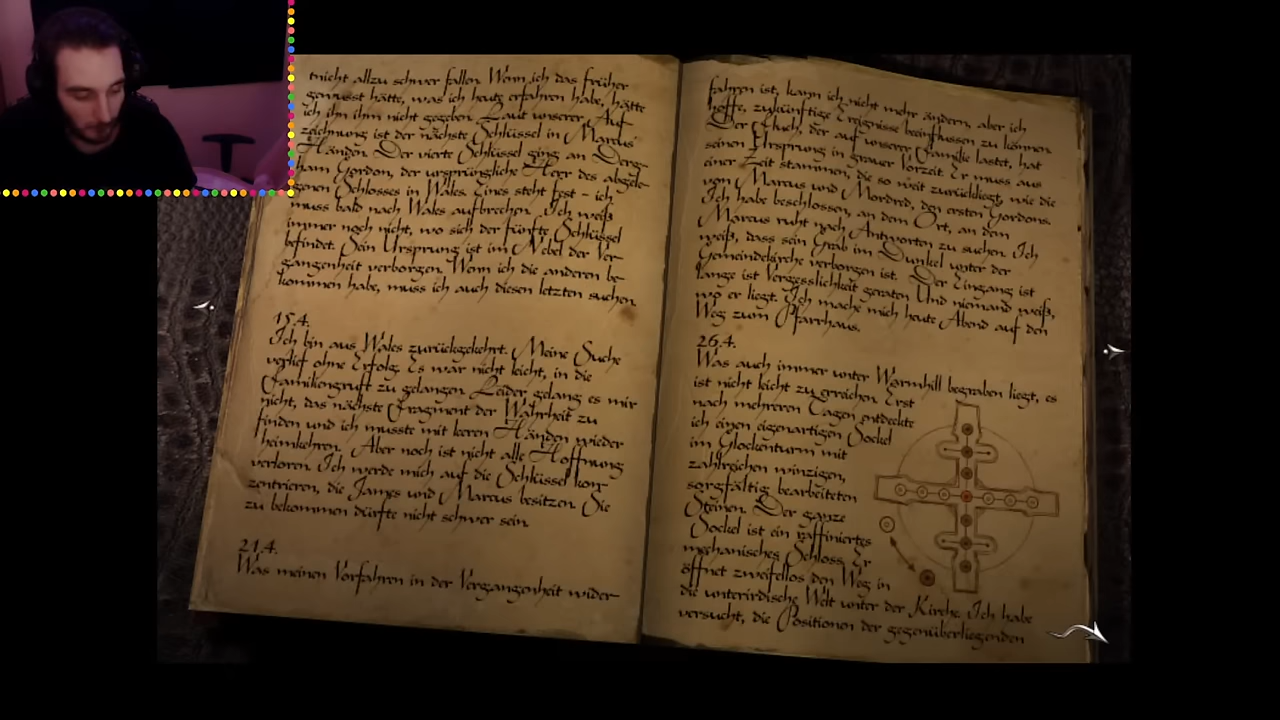 tnicht allzu schwer fallen. Wenn ich das früher
gewusst hätte, was ich heute erfahren habe, hätte
ich ihn ihm nicht gegeben. Laut unserer Auf-
zeichnung ist der nächste Schlüssel in Marcus'
Händen. Der vierte Schlüssel ging an Derg-
ham Gordon, der ursprüngliche Herr des abgele-
genen Schlosses in Wales. Eines steht fest - ich
muss bald nach Wales aufbrechen. Ich weiß
immer noch nicht, wo sich der fünfte Schlüssel
befindet. Sein Ursprung ist im Nebel der Ver-
gangenheit verborgen. Wenn ich die anderen be-
kommen habe, muss ich auch diesen letzten suchen.
15.4.
Ich bin aus Wales zurückgekehrt. Meine Suche
verlief ohne Erfolg. Es war nicht leicht, in die
Familiengruft zu gelangen. Leider gelang es mir
nicht, das nächste Fragment der Wahrheit zu
finden und ich musste mit leeren Händen wieder
heimkehren. Aber noch ist nicht alle Hoffnung
verloren. Ich werde mich auf die Schlüssel kon-
zentrieren, die James und Marcus besitzen. Sie
zu bekommen dürfte nicht schwer sein.
21.4.
Was meinen Vorfahren in der Vergangenheit wider-
fahren ist, kann ich nicht mehr ändern, aber ich
hoffe, zukünftige Ereignisse beeinflussen zu können.
Der Fluch, der auf unserer Familie lastet, hat
seinen Ursprung in grauer Vorzeit. Er muss aus
einer Zeit stammen, die so weit zurückliegt, wie die
von Marcus und Mordred, den ersten Gordons.
Ich habe beschlossen, an dem Ort, an dem
Marcus ruht nach Antworten zu suchen. Ich
weiß, dass sein Grab im Dunkel unter der
Gemeindekirche verborgen ist. Der Eingang ist
lange ist Vergesslichkeit geraten. Und niemand weiß,
wo er liegt. Ich mache mich heute Abend auf den
Weg zum Pfarrhaus.
26.4.
Was auch immer unter Warmhill begraben liegt, es
ist nicht leicht zu erreichen. Erst
nach mehreren Tagen entdeckte
ich einen eigenartigen Sockel
im Glockenturm mit
zahlreichen winzigen,
sorgfältig bearbeiteten
Steinen. Der ganze
Sockel ist ein raffiniertes
mechanisches Schloss. Er
öffnet zweifellos den Weg in
die unterirdische Welt unter der Kirche. Ich habe
versucht, die Positionen der gegenüberliegenden